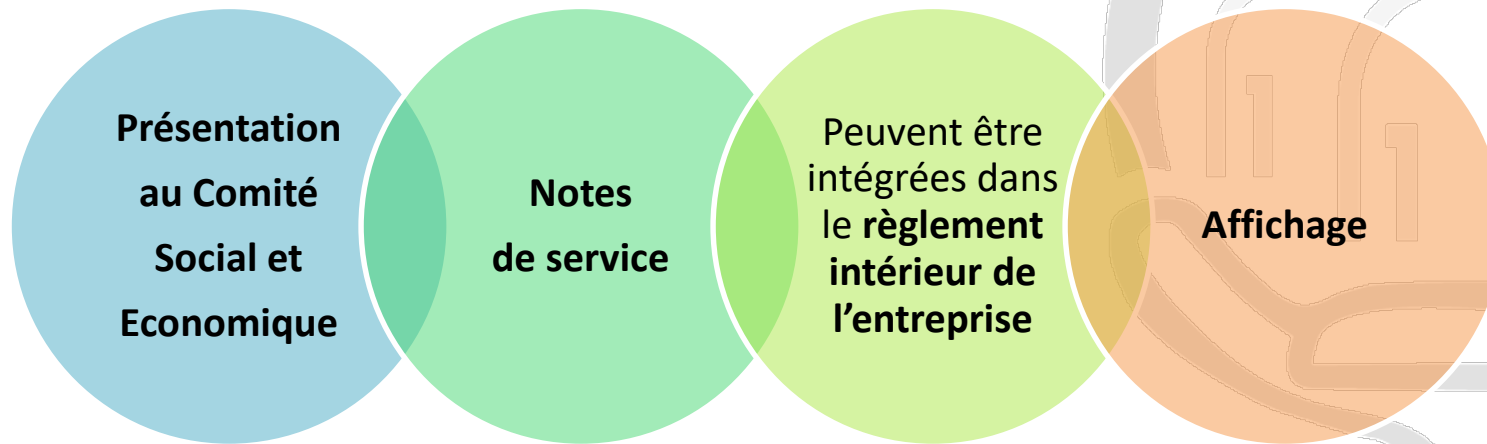 Présentation
au Comité
Social et
Economique
Notes
de service
Peuvent être
intégrées dans
le règlement
intérieur de
l’entreprise
Affichage